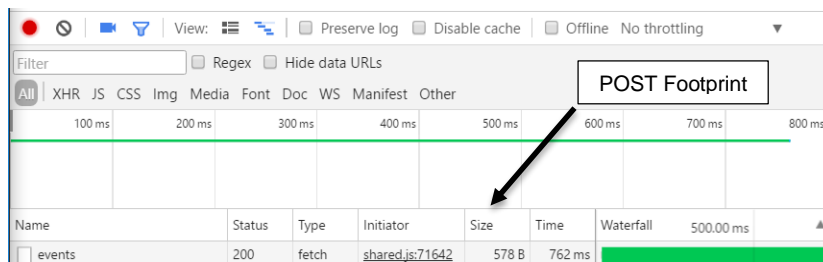 View: Preserve log Disable cache Offline No throttling
Filter Regex Hide data URLs
All XHR JS CSS Img Media Font Doc WS Manifest Other
POST Footprint
100 ms 200 ms 300 ms 400 ms 500 ms 600 ms 700 ms 800 ms
Name Status Type Initiator Size Time Waterfall 500.00 ms
events 200 fetch shared.js:71642 578 B 762 ms